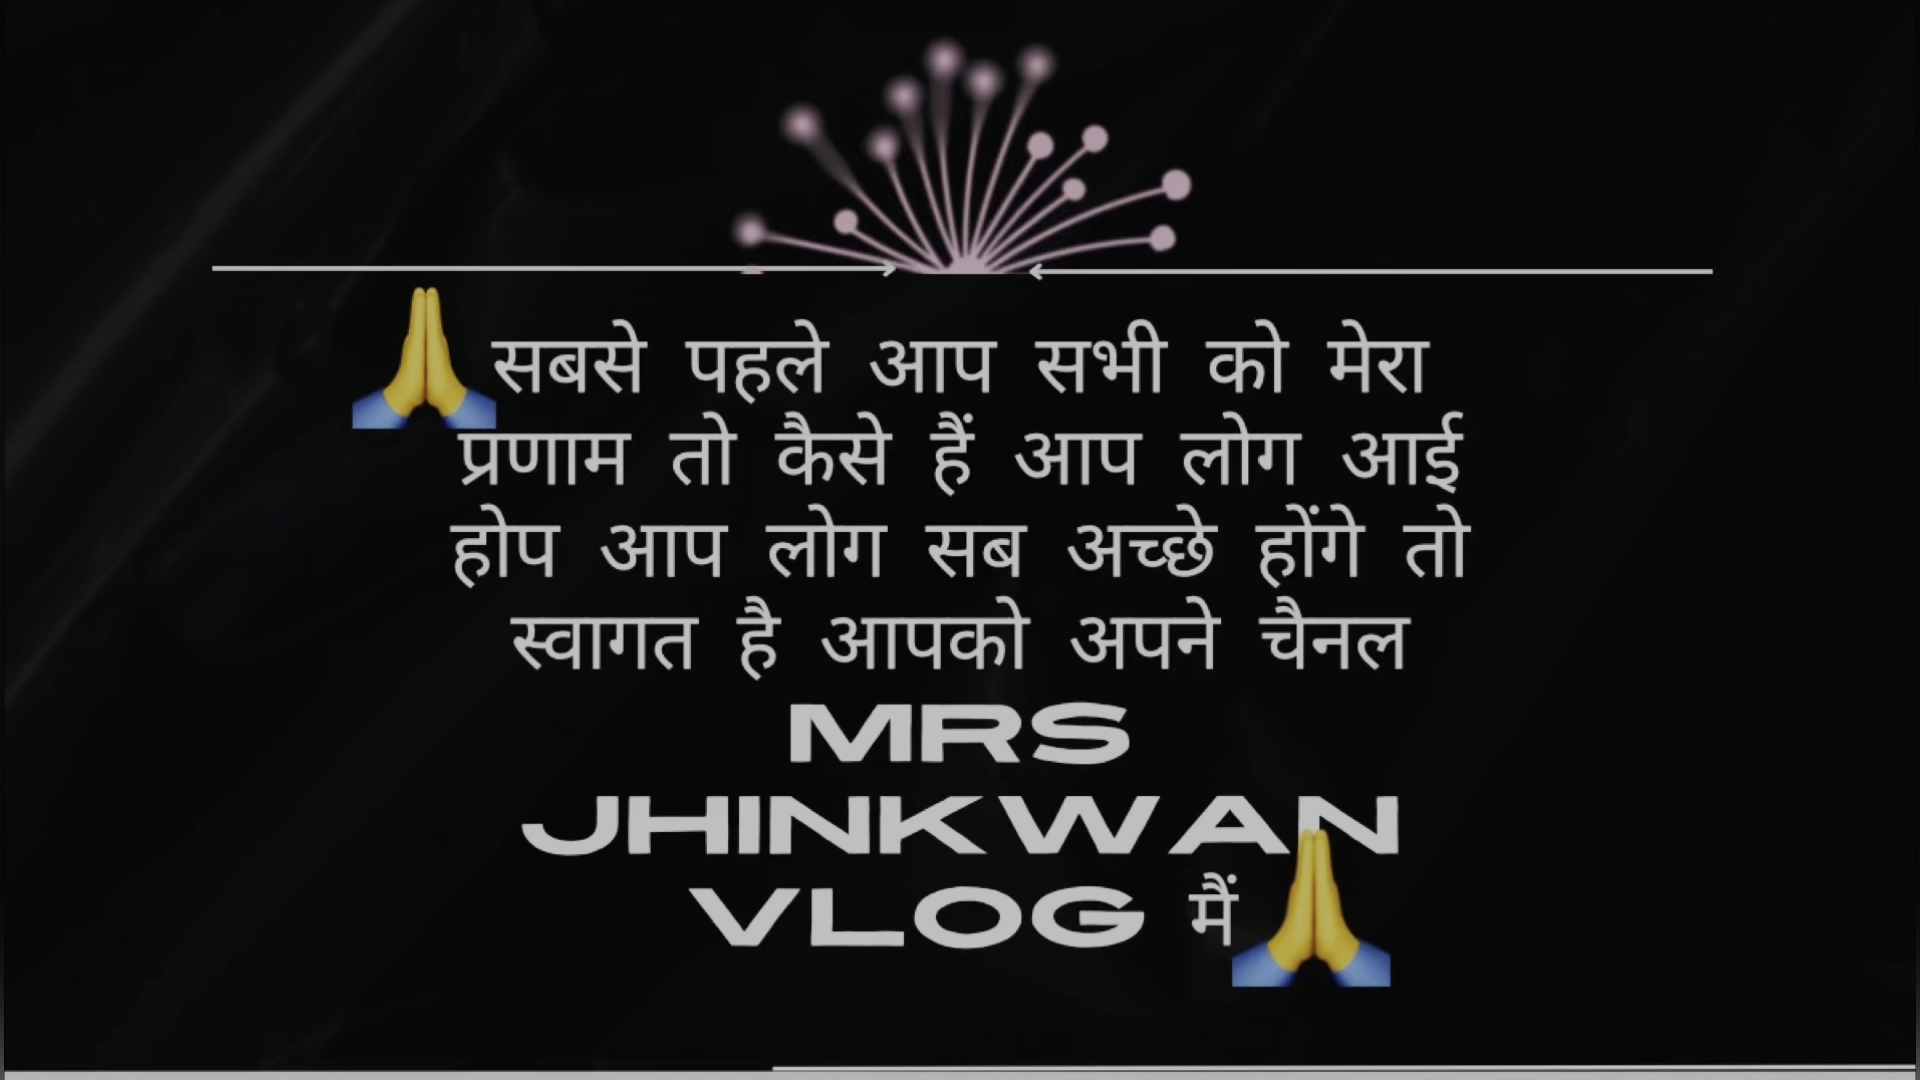 🙏सबसे पहले आप सभी को मेरा
प्रणाम तो कैसे हैं आप लोग आई
होप आप लोग सब अच्छे होंगे तो
स्वागत है आपको अपने चैनल
MRS
JHINKWAN
VLOG मैं🙏